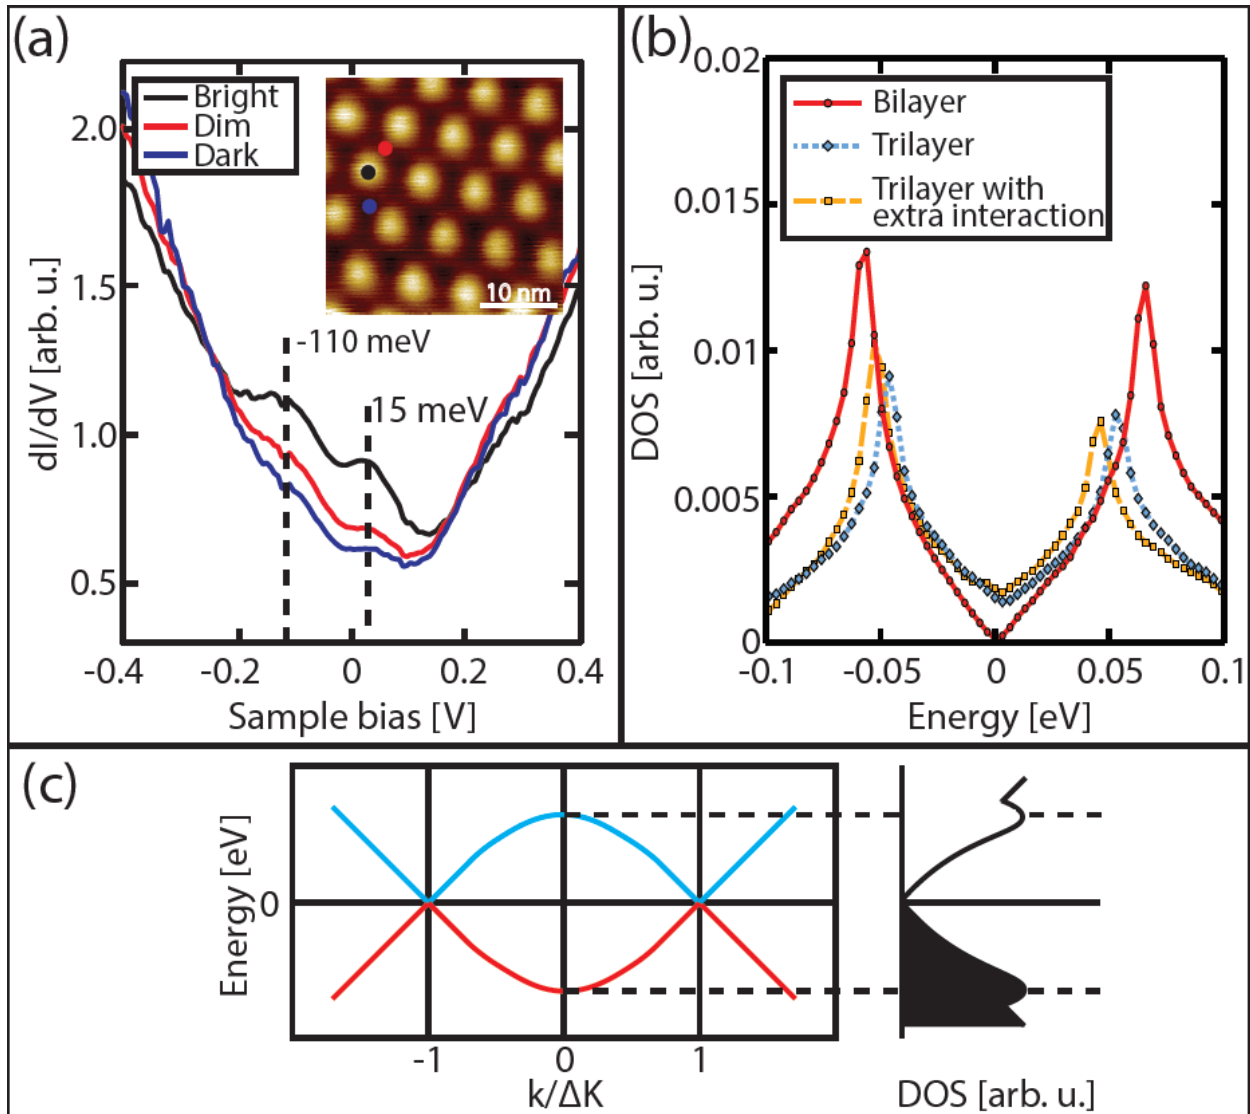 (a)
Bright
Dim
Dark
2.0
1.5
1.0
0.5
dI/dV [arb. u.]
10 nm
-110 meV
15 meV
-0.4
-0.2
0
0.2
0.4
Sample bias [V]
(b)
0.02
0.015
0.01
0.005
0
DOS [arb. u.]
Bilayer
Trilayer
Trilayer with
extra interaction
-0.1
-0.05
0
0.05
0.1
Energy [eV]
(c)
Energy [eV]
0
-1
0
1
k/ΔK
DOS [arb. u.]